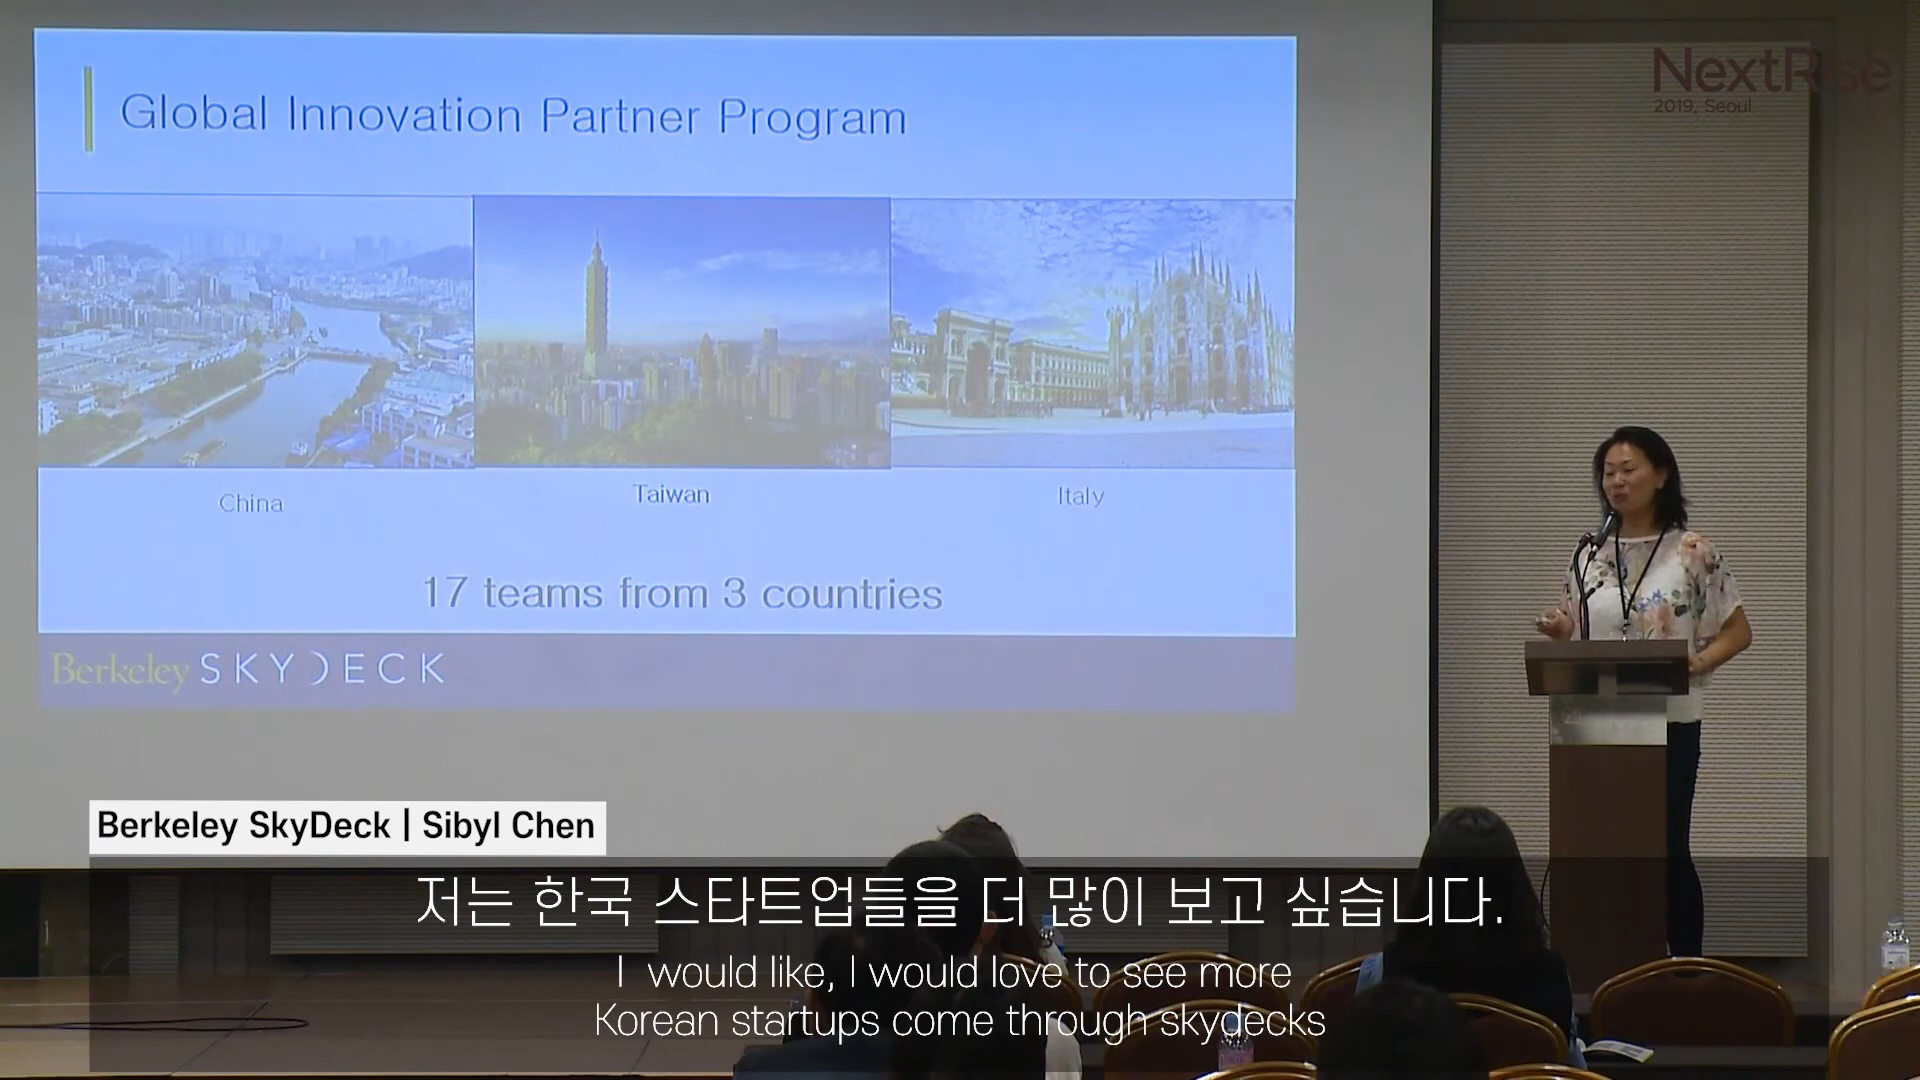 NextRise
2019, Seoul
Global Innovation Partner Program
China
Taiwan
Italy
17 teams from 3 countries
Berkeley SKYDECK
Berkeley SkyDeck | Sibyl Chen
저는 한국 스타트업들을 더 많이 보고 싶습니다.
I would like, I would love to see more
Korean startups come through skydecks